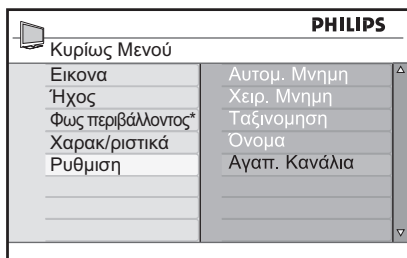 PHILIPS
Κυρίως Μενού
Εικονα
Ήχος
Φως περιβάλλοντος*
Χαρακ/ριστικά
Ρυθμιση
Αυτομ. Μνημη
Χειρ. Μνημη
Ταξινομηση
Όνομα
Αγαπ. Κανάλια